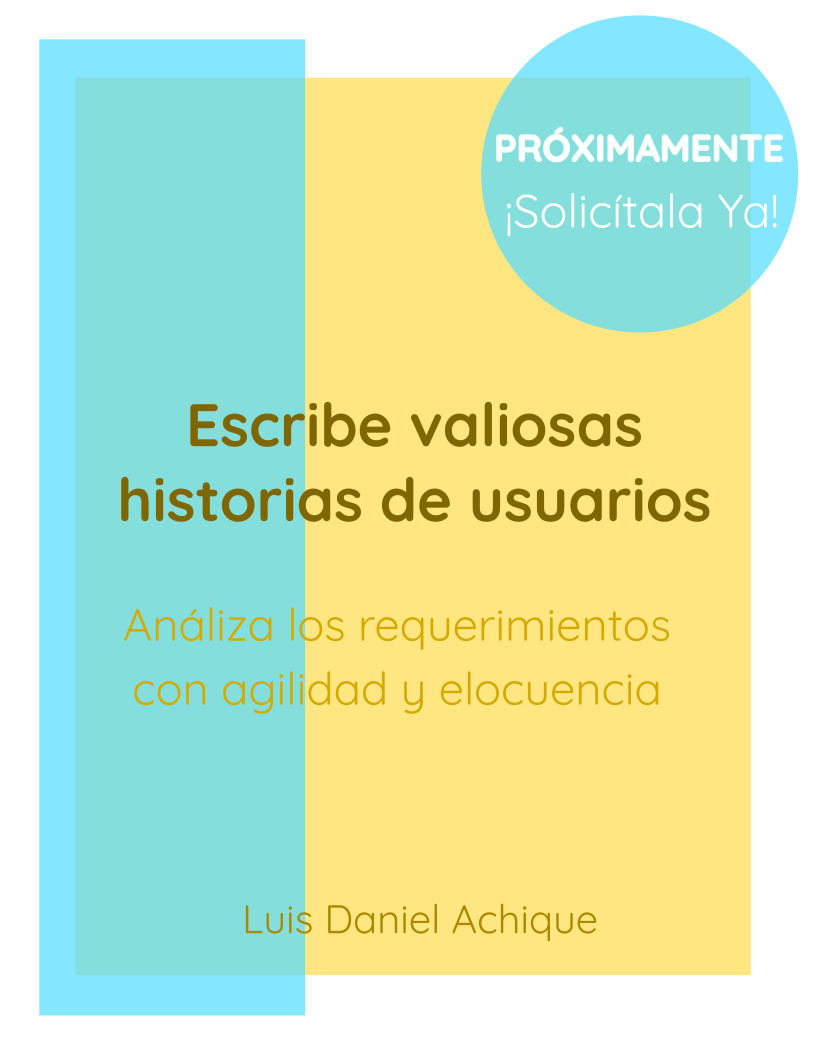 PRÓXIMAMENTE
¡Solicítala Ya!
Escribe valiosas
historias de usuarios
Análiza los requerimientos
con agilidad y elocuencia
Luis Daniel Achique